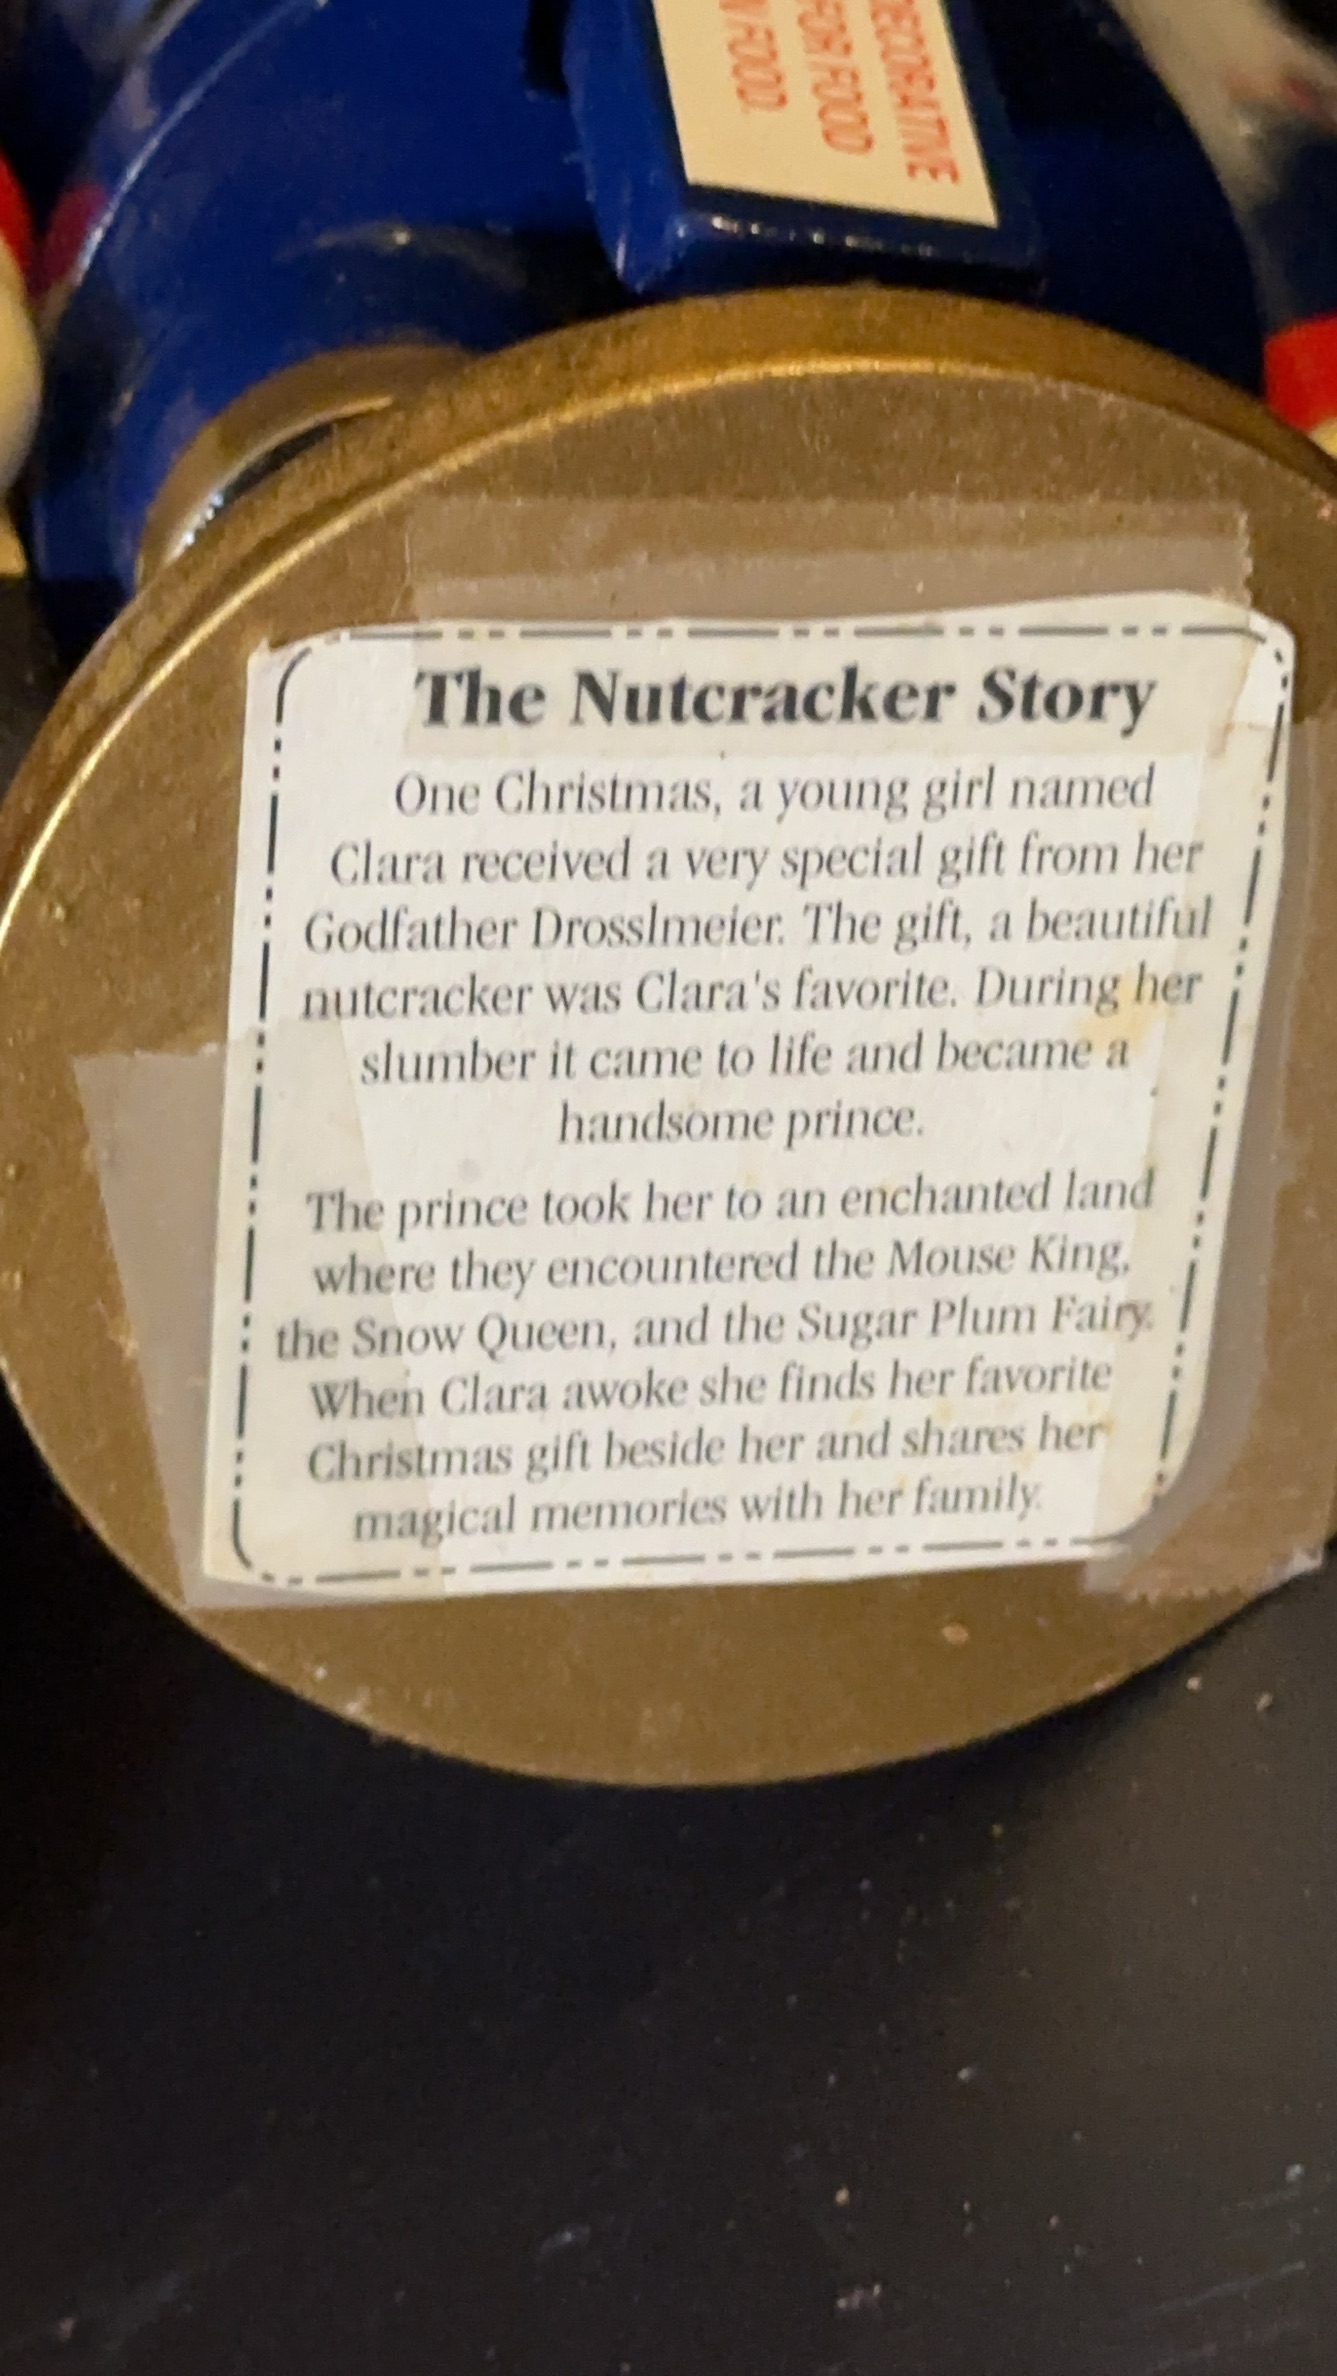 DECORATIVE
FOR FOOD
FOOD.
The Nutcracker Story
One Christmas, a young girl named
Clara received a very special gift from her
Godfather Drosslmeier. The gift, a beautiful
nutcracker was Clara's favorite. During her
slumber it came to life and became a
handsome prince.
The prince took her to an enchanted land
where they encountered the Mouse King,
the Snow Queen, and the Sugar Plum Fairy.
When Clara awoke she finds her favorite
Christmas gift beside her and shares her
magical memories with her family.